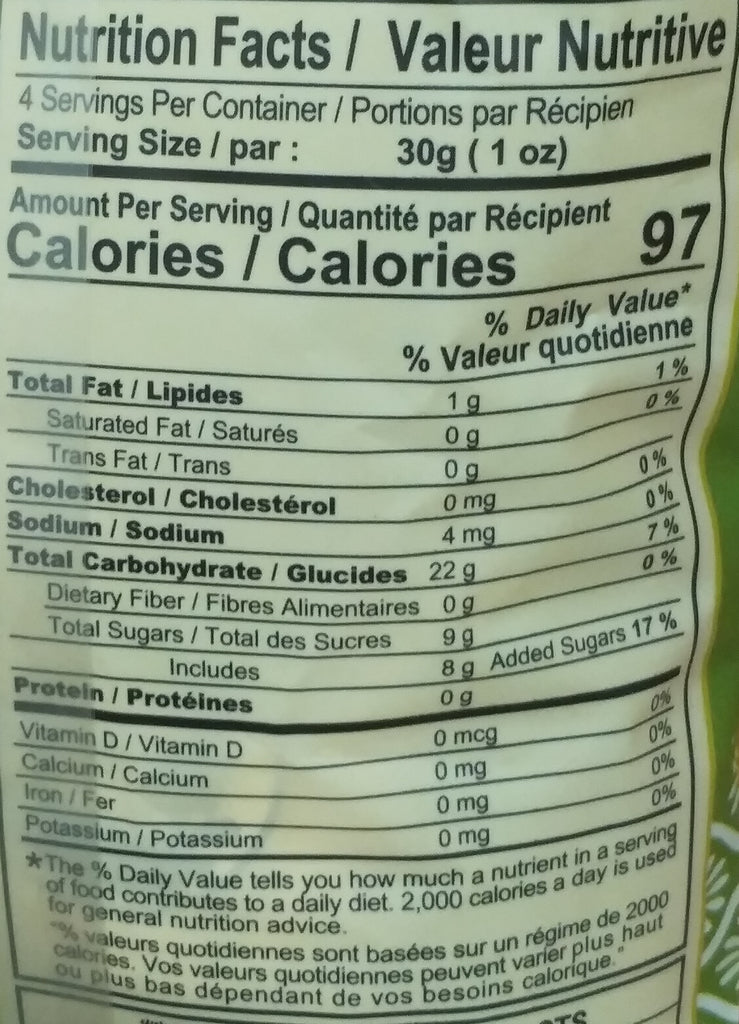 Nutrition Facts / Valeur Nutritive
4 Servings Per Container / Portions par Récipien
Serving Size / par : 30g ( 1 oz)
Amount Per Serving / Quantité par Récipient
Calories / Calories 97
% Daily Value*
% Valeur quotidienne
Total Fat / Lipides 1 g 1 %
Saturated Fat / Saturés 0 g 0 %
Trans Fat / Trans 0 g
Cholesterol / Cholestérol 0 mg 0 %
Sodium / Sodium 4 mg 0%
Total Carbohydrate / Glucides 22 g 7 %
Dietary Fiber / Fibres Alimentaires 0 g 0 %
Total Sugars / Total des Sucres 9 g
Includes 8 g Added Sugars 17 %
Protein / Protéines 0 g
Vitamin D / Vitamin D 0 mcg 0%
Calcium / Calcium 0 mg 0%
Iron / Fer 0 mg 0%
Potassium / Potassium 0 mg 0%
*The % Daily Value tells you how much a nutrient in a serving
of food contributes to a daily diet. 2,000 calories a day is used
for general nutrition advice.
"% valeurs quotidiennes sont basées sur un régime de 2000
calories. Vos valeurs quotidiennes peuvent varier plus haut
ou plus bas dépendant de vos besoins calorique."